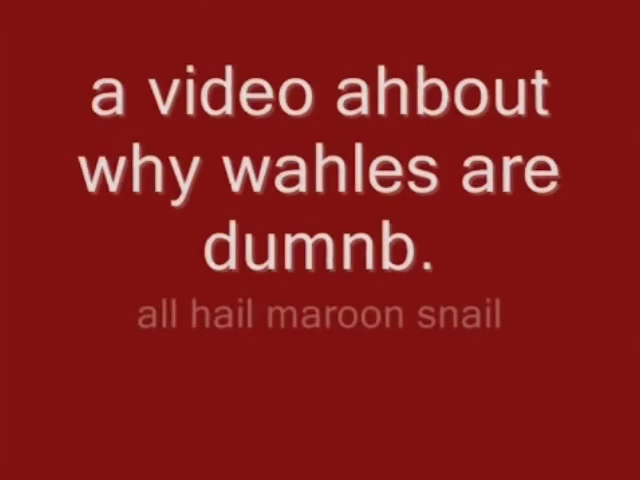 a video ahbout
why wahles are
dumnb.
all hail maroon snail